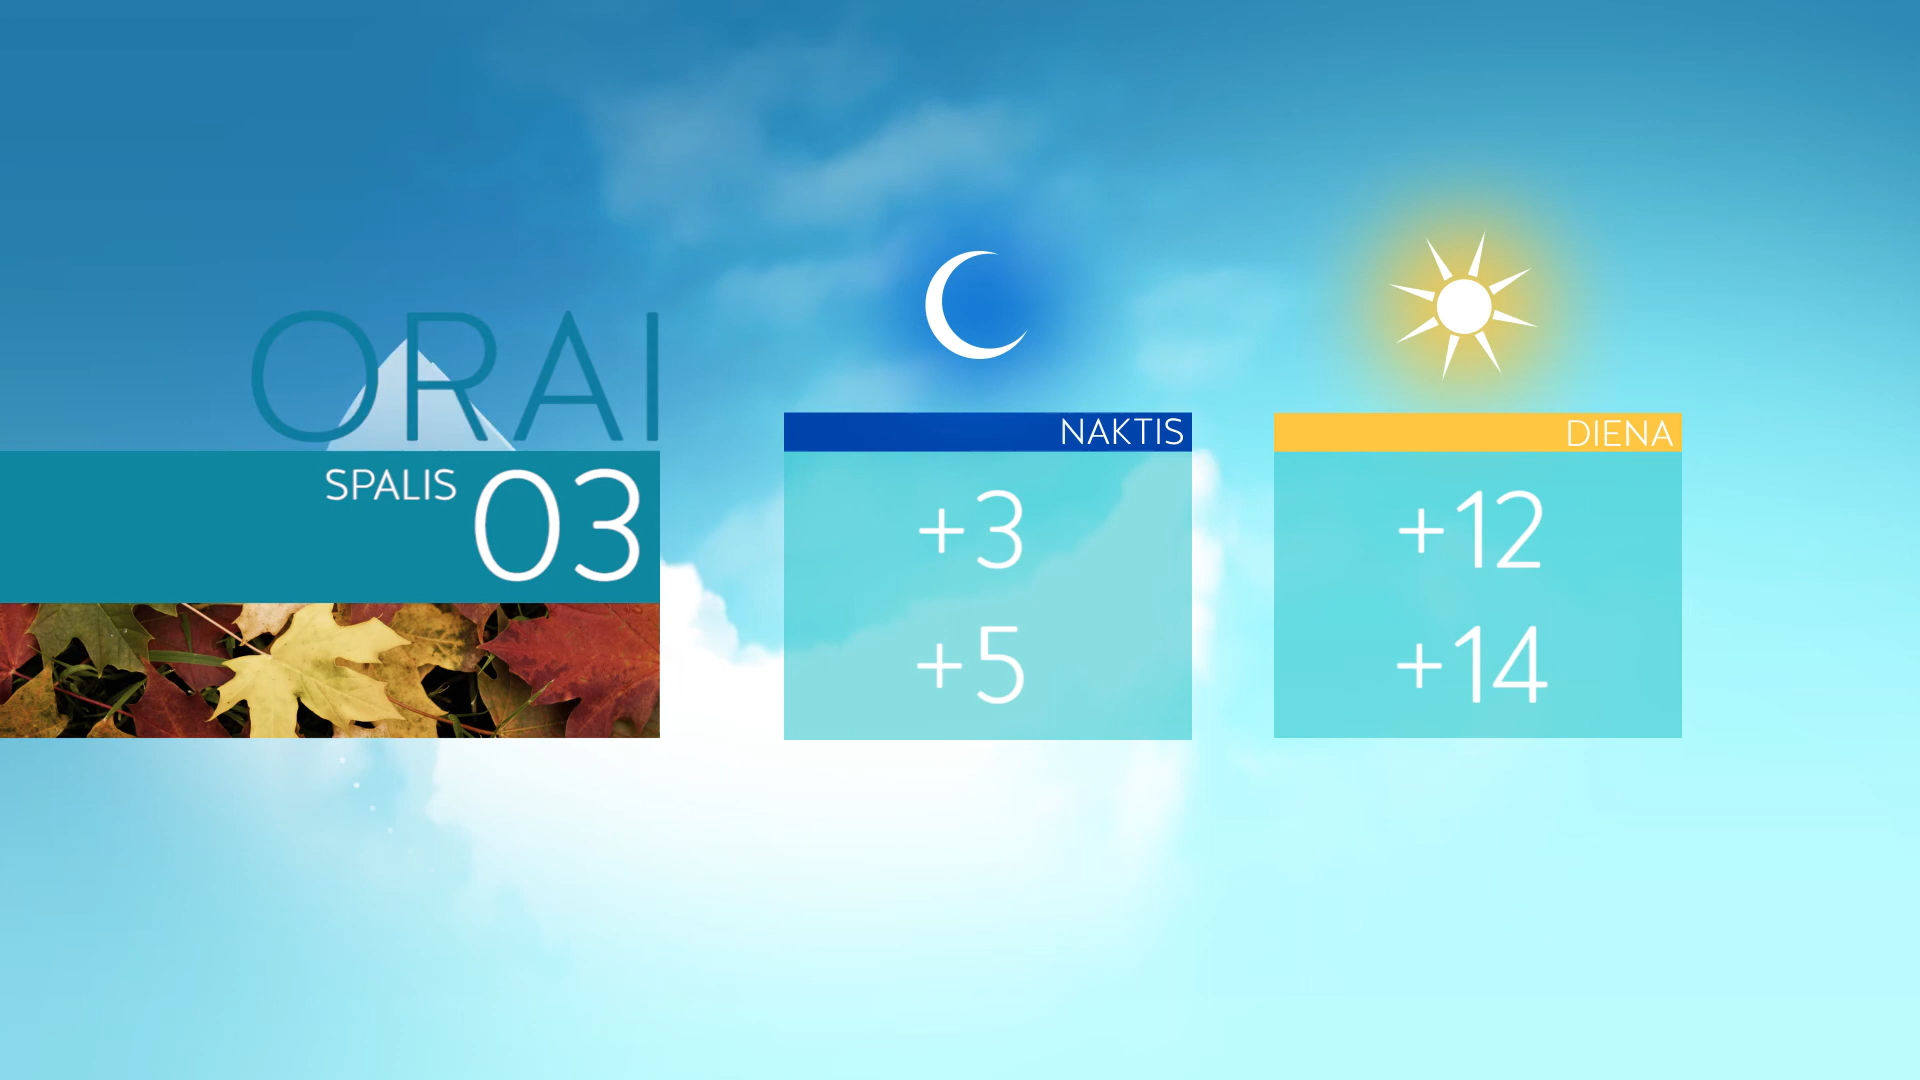 ORAI
SPALIS 03
NAKTIS
+3
+5
DIENA
+12
+14